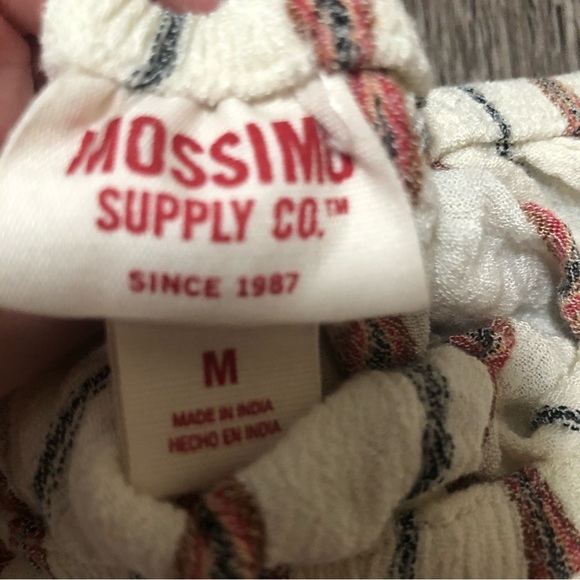 MOSSIMO
SUPPLY CO.™
SINCE 1987
M
MADE IN INDIA
HECHO EN INDIA